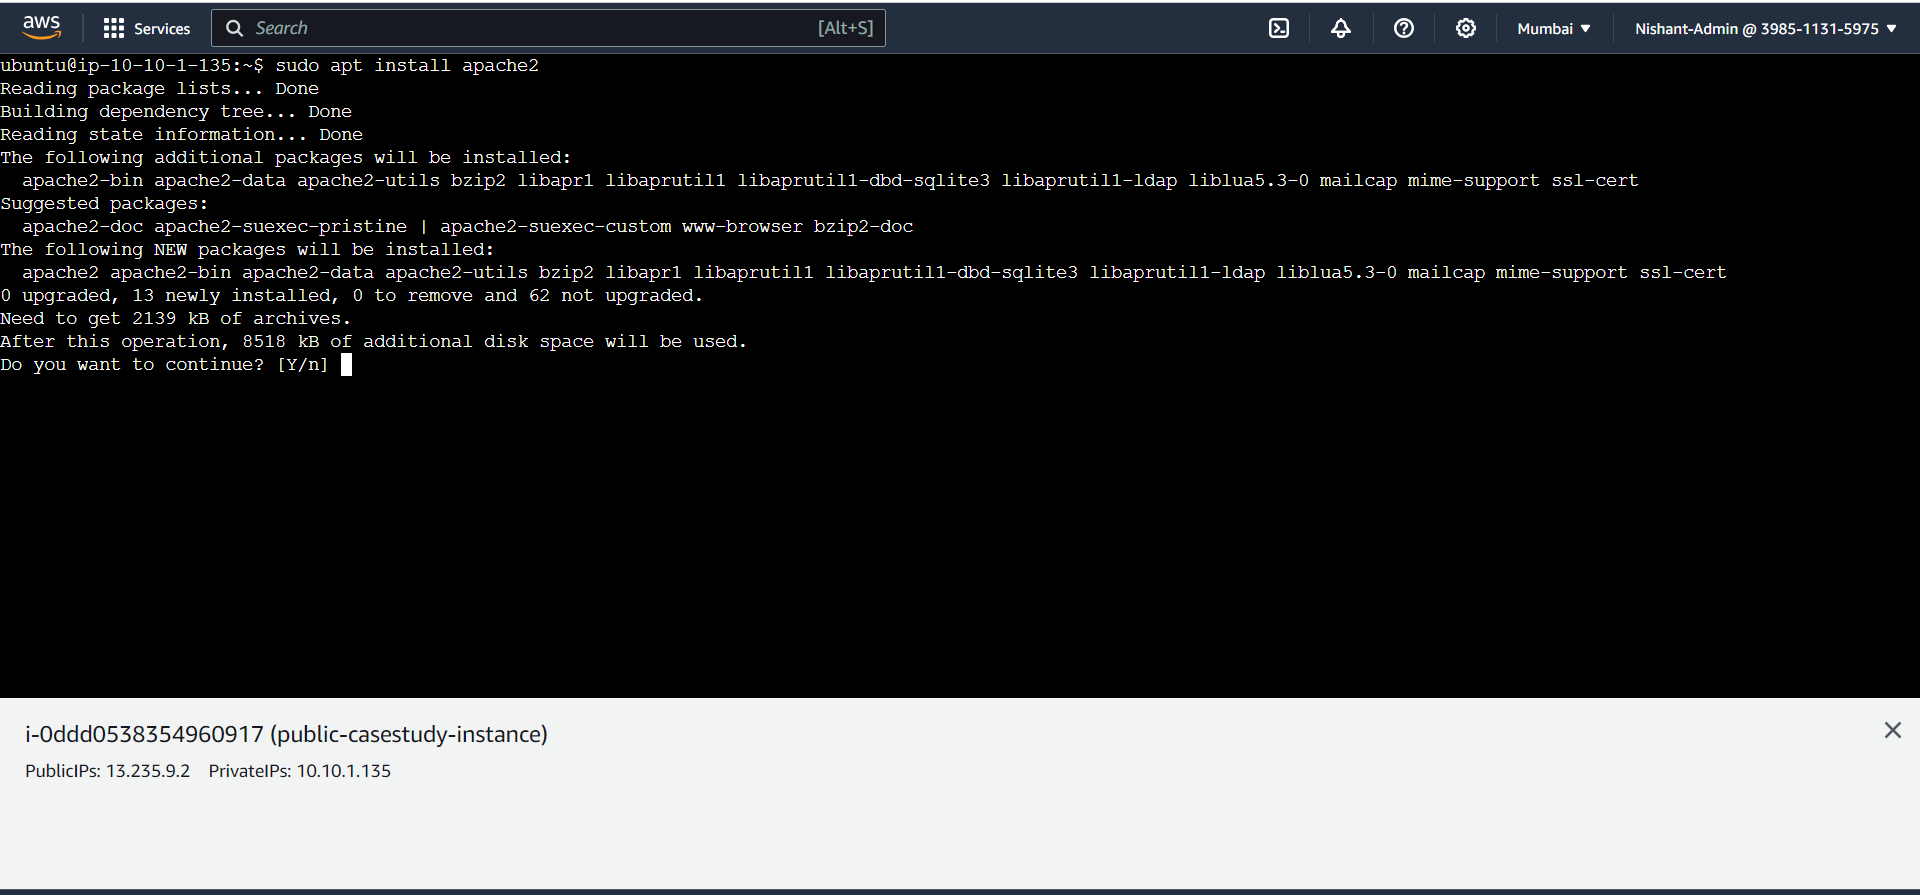 aws Services Search [Alt+S] Mumbai Nishant-Admin @ 3985-1131-5975
ubuntu@ip-10-10-1-135:~$ sudo apt install apache2
Reading package lists... Done
Building dependency tree... Done
Reading state information... Done
The following additional packages will be installed:
  apache2-bin apache2-data apache2-utils bzip2 libapr1 libaprutil1 libaprutil1-dbd-sqlite3 libaprutil1-ldap liblua5.3-0 mailcap mime-support ssl-cert
Suggested packages:
  apache2-doc apache2-suexec-pristine | apache2-suexec-custom www-browser bzip2-doc
The following NEW packages will be installed:
  apache2 apache2-bin apache2-data apache2-utils bzip2 libapr1 libaprutil1 libaprutil1-dbd-sqlite3 libaprutil1-ldap liblua5.3-0 mailcap mime-support ssl-cert
0 upgraded, 13 newly installed, 0 to remove and 62 not upgraded.
Need to get 2139 kB of archives.
After this operation, 8518 kB of additional disk space will be used.
Do you want to continue? [Y/n]
i-0ddd0538354960917 (public-casestudy-instance)
PublicIPs: 13.235.9.2 PrivateIPs: 10.10.1.135